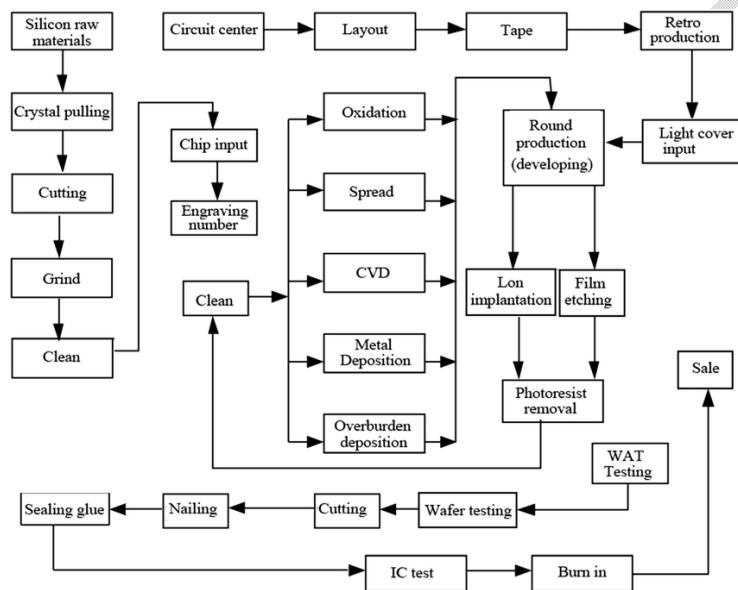 Silicon raw
materials
Circuit center
Layout
Tape
Retro
production
Crystal pulling
Chip input
Oxidation
Round
production
(developing)
Light cover
input
Cutting
Engraving
number
Spread
Grind
Clean
CVD
Lon
implantation
Film
etching
Clean
Metal
Deposition
Sale
Photoresist
removal
Overburden
deposition
WAT
Testing
Sealing glue
Nailing
Cutting
Wafer testing
IC test
Burn in